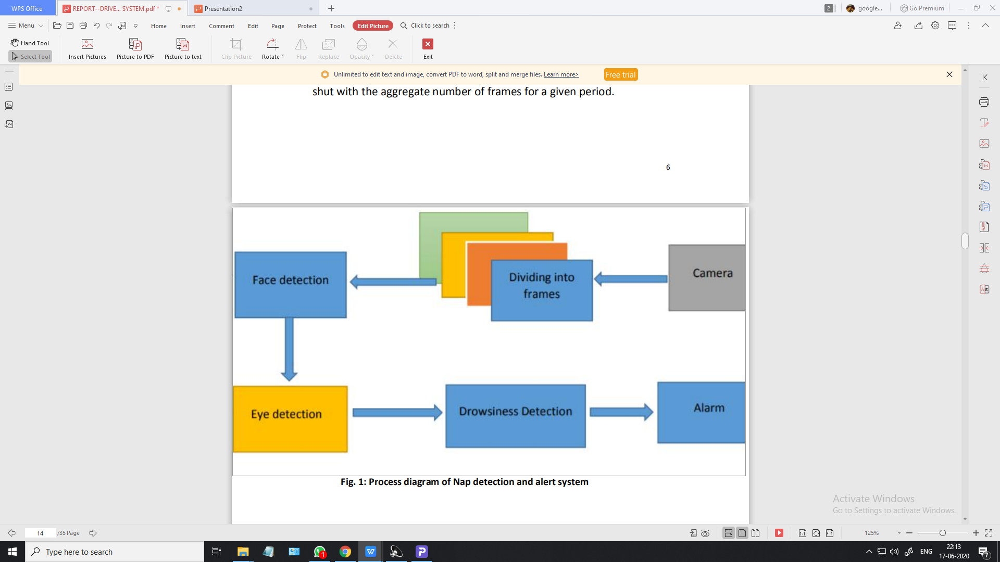 WPS Office
REPORT--DRIVE... SYSTEM.pdf *
Presentation2
2
google...
Go Premium
Menu
Home
Insert
Comment
Edit
Page
Protect
Tools
Edit Picture
Click to search
Hand Tool
Select Tool
Insert Pictures
Picture to PDF
Picture to text
Clip Picture
Rotate
Flip
Replace
Opacity
Delete
Exit
Unlimited to edit text and image, convert PDF to word, split and merge files. Learn more>
Free trial
shut with the aggregate number of frames for a given period.
6
Face detection
Dividing into
frames
Camera
Eye detection
Drowsiness Detection
Alarm
Fig. 1: Process diagram of Nap detection and alert system
Activate Windows
Go to Settings to activate Windows.
14
/35 Page
125%
Type here to search
1
ENG
22:13
17-06-2020
7